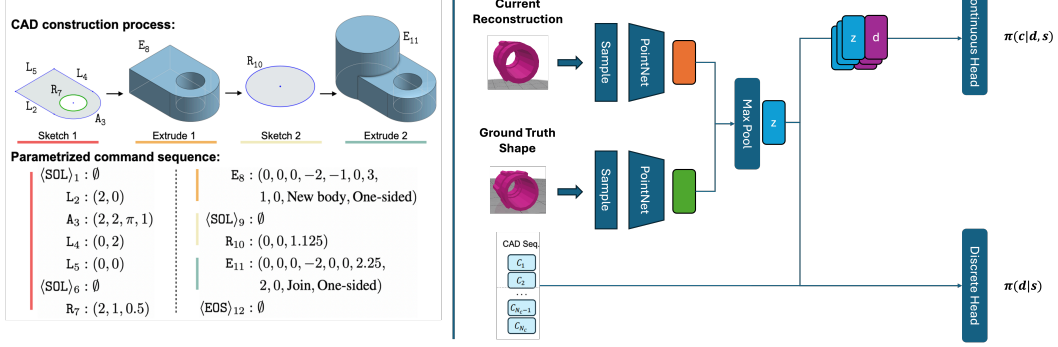 CAD construction process:
E₈
L₅
L₄
R₇
L₂
A₃
R₁₀
E₁₁
Sketch 1
Extrude 1
Sketch 2
Extrude 2
Parametrized command sequence:
⟨SOL⟩₁ : ∅
L₂ : (2, 0)
A₃ : (2, 2, π, 1)
L₄ : (0, 2)
L₅ : (0, 0)
⟨SOL⟩₆ : ∅
R₇ : (2, 1, 0.5)
E₈ : (0, 0, 0, −2, −1, 0, 3,
1, 0, New body, One-sided)
⟨SOL⟩₉ : ∅
R₁₀ : (0, 0, 1.125)
E₁₁ : (0, 0, 0, −2, 0, 0, 2.25,
2, 0, Join, One-sided)
⟨EOS⟩₁₂ : ∅
Current
Reconstruction
Sample
PointNet
Ground Truth
Shape
Sample
PointNet
Max Pool
z
z
d
π(c|d, s)
CAD Seq.
C₁
C₂
...
C_{N_c−1}
C_{N_c}
Discrete Head
π(d|s)